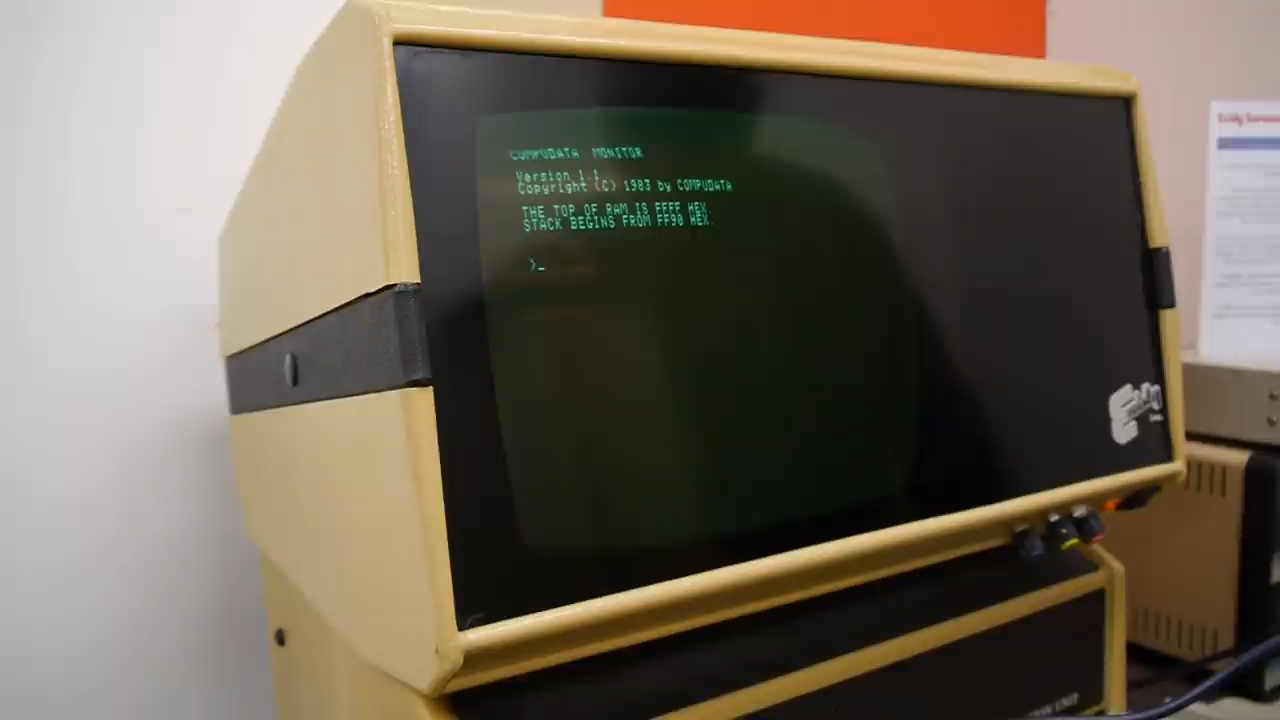 COMPUDATA MONITOR
Version 1.1
Copyright (C) 1983 by COMPUDATA
THE TOP OF RAM IS FFFF HEX
STACK BEGINS FROM FF90 HEX.
>_
UNIT